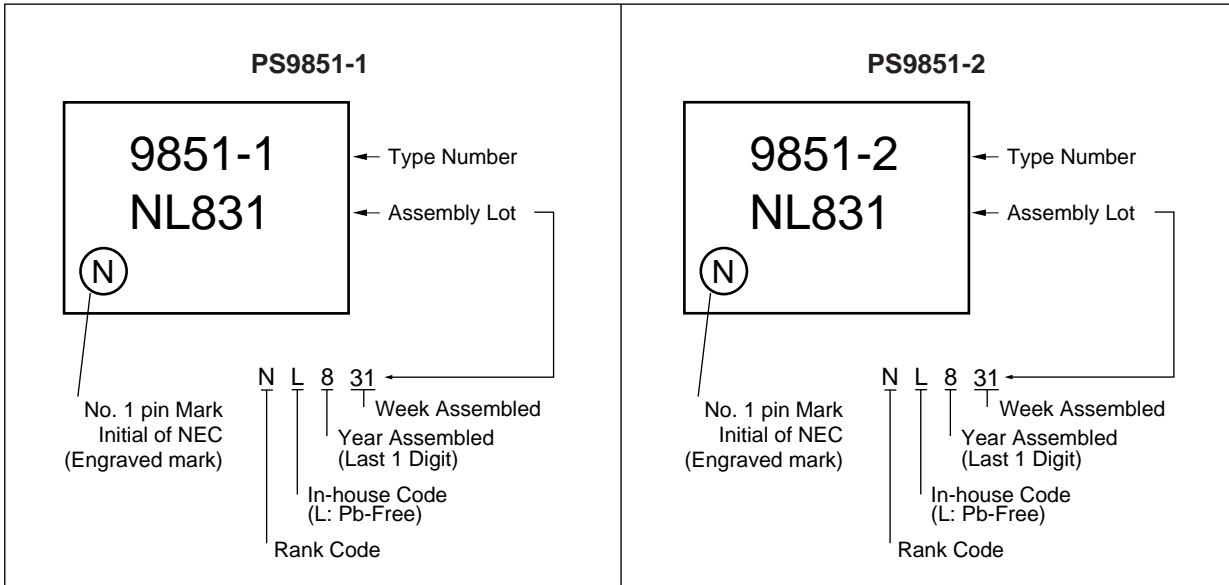 PS9851-1
9851-1
Type Number
NL831
Assembly Lot
N
N L 8 31
Week Assembled
No. 1 pin Mark
Initial of NEC
(Engraved mark)
Year Assembled
(Last 1 Digit)
In-house Code
(L: Pb-Free)
Rank Code
PS9851-2
9851-2
Type Number
NL831
Assembly Lot
N
N L 8 31
Week Assembled
No. 1 pin Mark
Initial of NEC
(Engraved mark)
Year Assembled
(Last 1 Digit)
In-house Code
(L: Pb-Free)
Rank Code